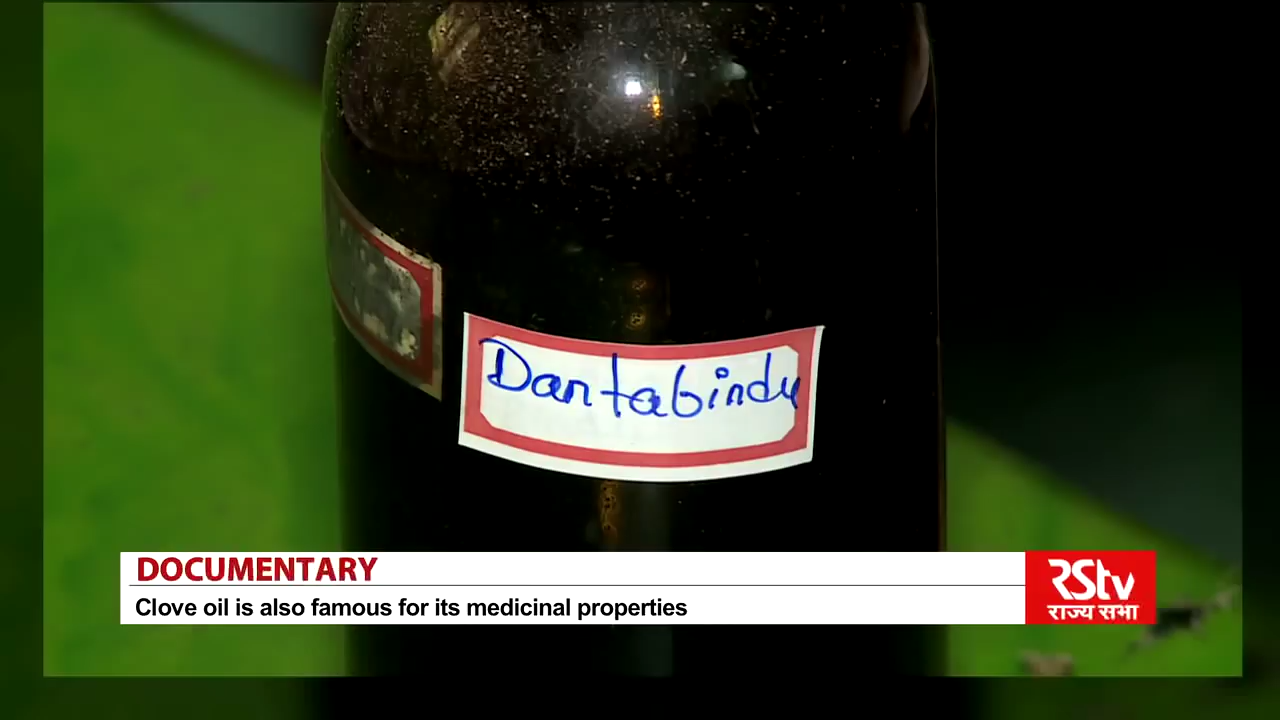 Dantabindu
DOCUMENTARY
Clove oil is also famous for its medicinal properties
RStv
राज्य सभा